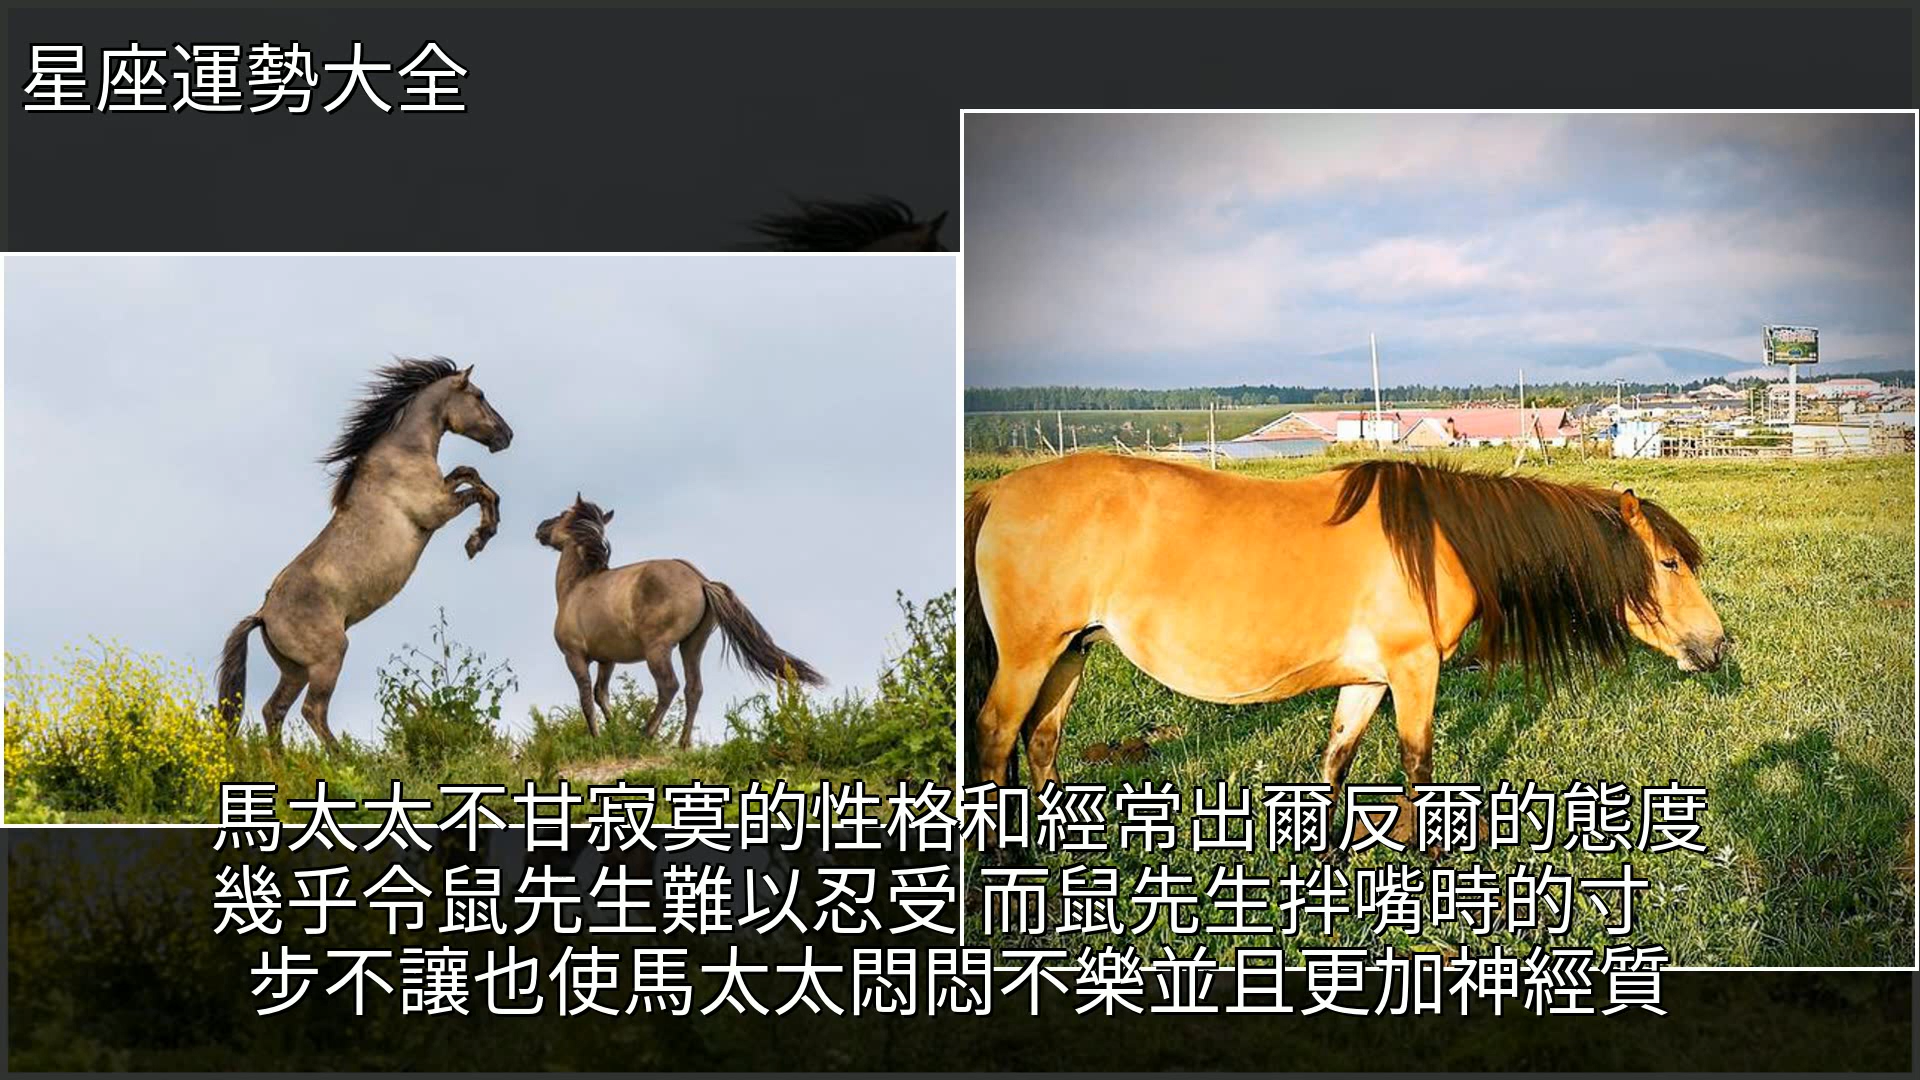 星座運勢大全
馬太太不甘寂寞的性格和經常出爾反爾的態度
幾乎令鼠先生難以忍受 而鼠先生拌嘴時的寸
步不讓也使馬太太悶悶不樂並且更加神經質